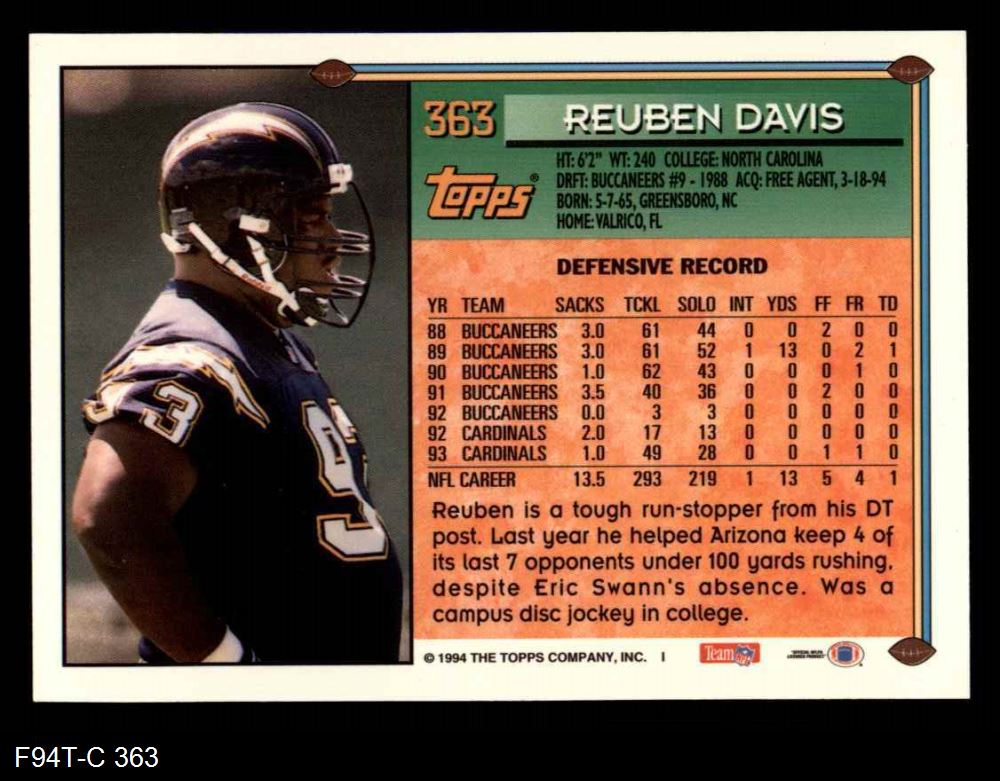 363 REUBEN DAVIS
TOPPS®
HT: 6'2" WT: 240 COLLEGE: NORTH CAROLINA
DRFT: BUCCANEERS #9 - 1988 ACQ: FREE AGENT, 3-18-94
BORN: 5-7-65, GREENSBORO, NC
HOME: VALRICO, FL
DEFENSIVE RECORD
YR TEAM SACKS TCKL SOLO INT YDS FF FR TD
88 BUCCANEERS 3.0 61 44 0 0 2 0 0
89 BUCCANEERS 3.0 61 52 1 13 0 2 1
90 BUCCANEERS 1.0 62 43 0 0 0 1 0
91 BUCCANEERS 3.5 40 36 0 0 2 0 0
92 BUCCANEERS 0.0 3 3 0 0 0 0 0
92 CARDINALS 2.0 17 13 0 0 0 0 0
93 CARDINALS 1.0 49 28 0 0 1 1 0
NFL CAREER 13.5 293 219 1 13 5 4 1
Reuben is a tough run-stopper from his DT
post. Last year he helped Arizona keep 4 of
its last 7 opponents under 100 yards rushing,
despite Eric Swann's absence. Was a
campus disc jockey in college.
© 1994 THE TOPPS COMPANY, INC. I
Team NFL
93
93
F94T-C 363